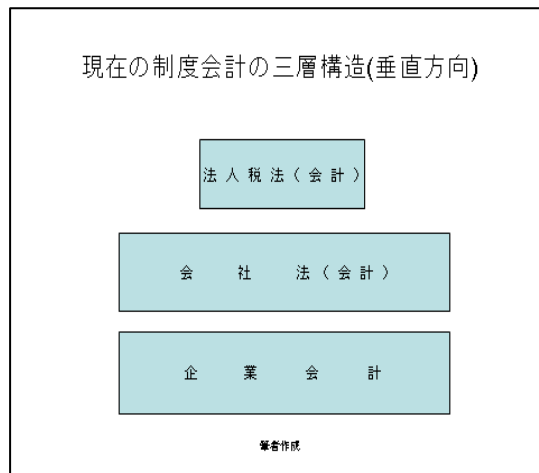 現在の制度会計の三層構造(垂直方向)
法人税法(会計)
会社法(会計)
企業会計
筆者作成